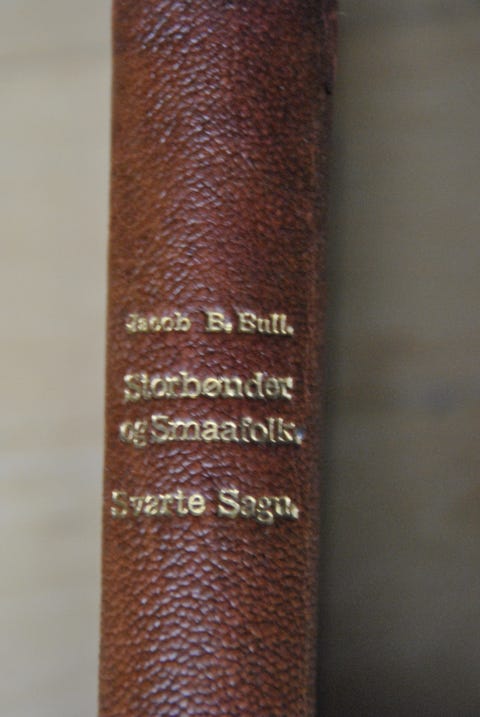 Jacob B. Bull.
Storbønder
og Smaafolk.
Svarte Sagn.